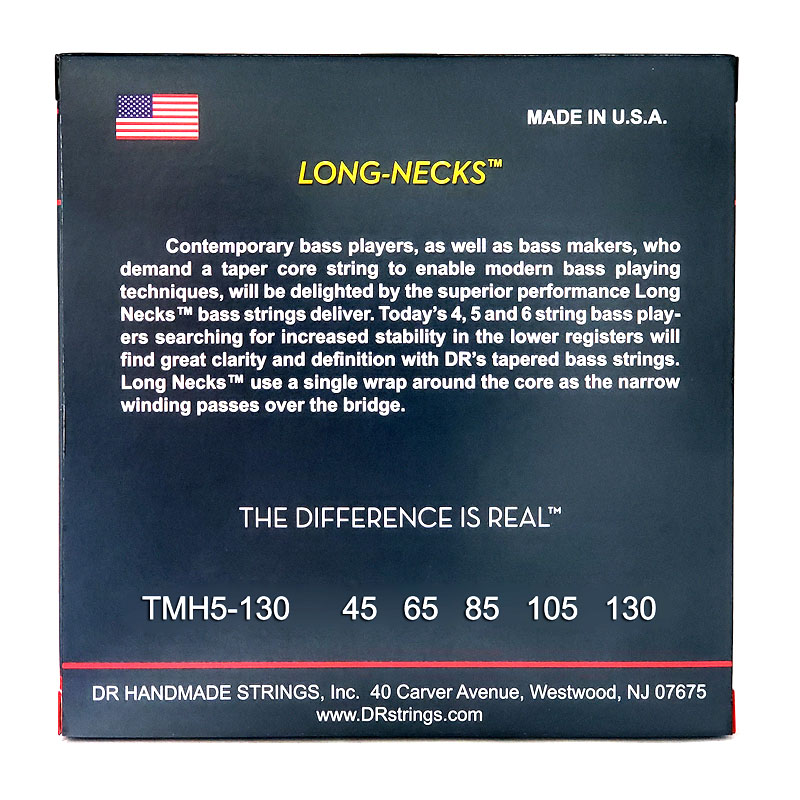 MADE IN U.S.A.
LONG-NECKS™
Contemporary bass players, as well as bass makers, who
demand a taper core string to enable modern bass playing
techniques, will be delighted by the superior performance Long
Necks™ bass strings deliver. Today's 4, 5 and 6 string bass play-
ers searching for increased stability in the lower registers will
find great clarity and definition with DR's tapered bass strings.
Long Necks™ use a single wrap around the core as the narrow
winding passes over the bridge.
THE DIFFERENCE IS REAL™
TMH5-130 45 65 85 105 130
DR HANDMADE STRINGS, Inc. 40 Carver Avenue, Westwood, NJ 07675
www.DRstrings.com